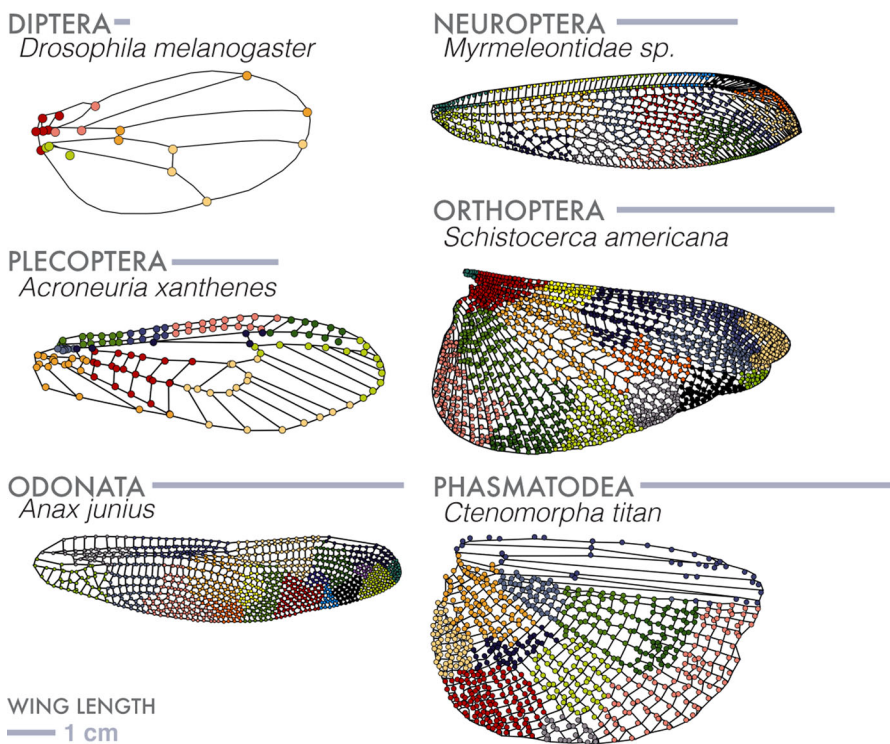 DIPTERA
Drosophila melanogaster
NEUROPTERA
Myrmeleontidae sp.
ORTHOPTERA
Schistocerca americana
PLECOPTERA
Acroneuria xanthenes
ODONATA
Anax junius
PHASMATODEA
Ctenomorpha titan
WING LENGTH
1 cm